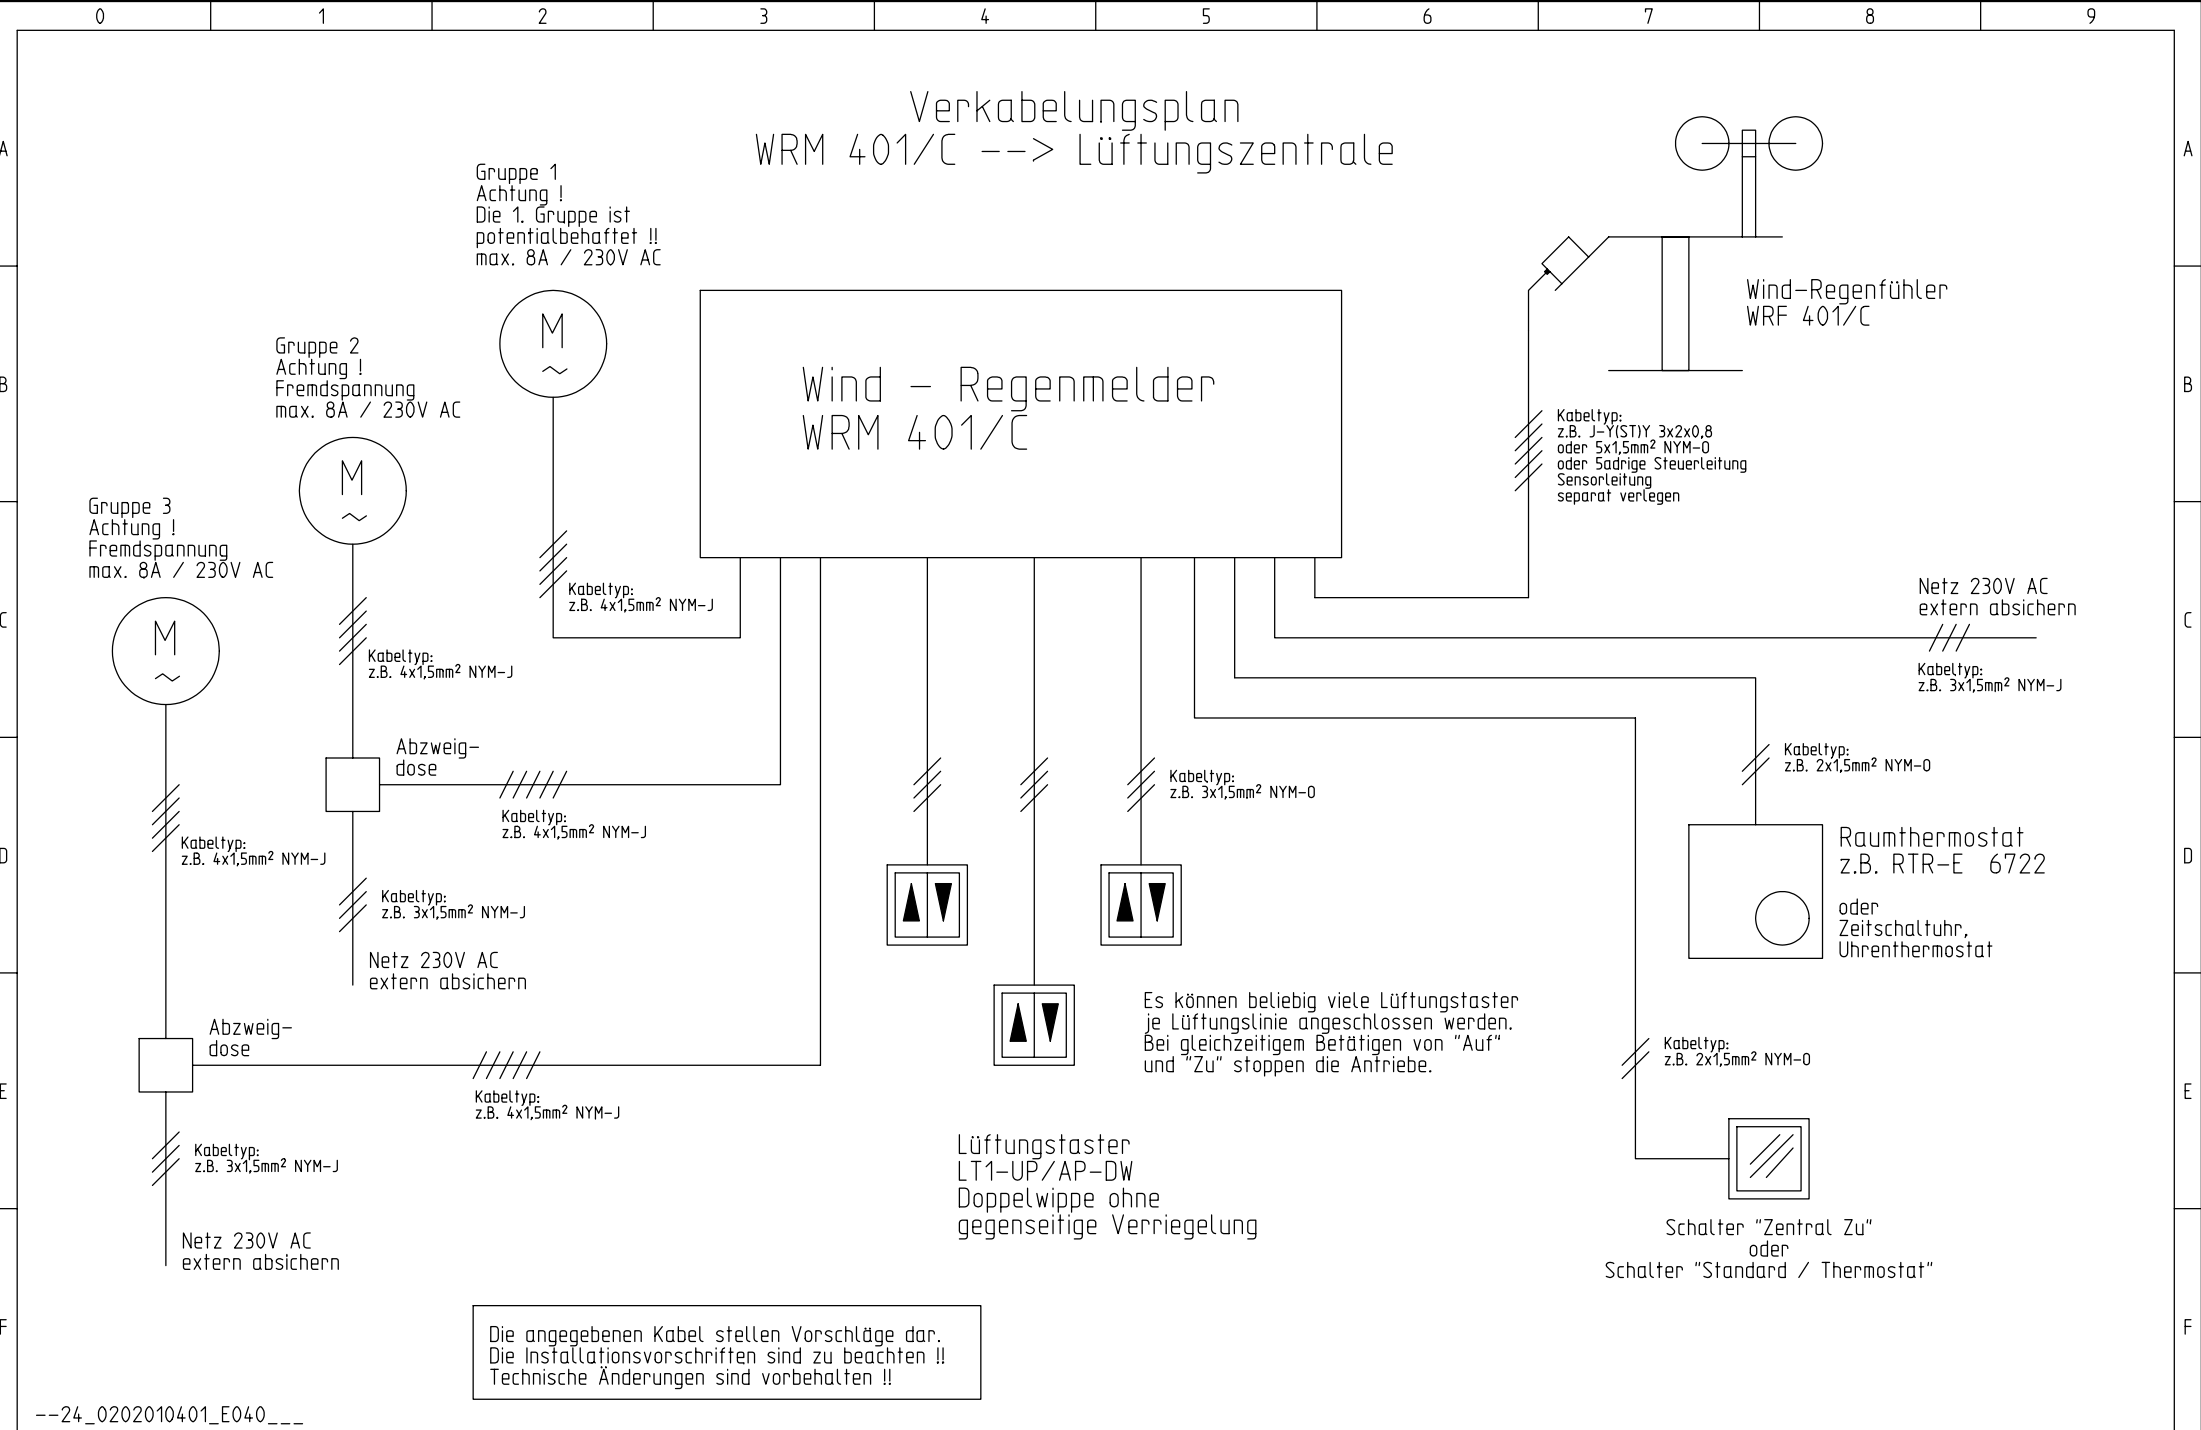 0 1 2 3 4 5 6 7 8 9
Verkabelungsplan
WRM 401/C --> Lüftungszentrale
A
A
Gruppe 1
Achtung !
Die 1. Gruppe ist
potentialbehaftet !!
max. 8A / 230V AC
M
~
Gruppe 2
Achtung !
Fremdspannung
max. 8A / 230V AC
M
~
Gruppe 3
Achtung !
Fremdspannung
max. 8A / 230V AC
M
~
Wind - Regenmelder
WRM 401/C
Wind-Regenfühler
WRF 401/C
B
B
Kabeltyp:
z.B. J-Y(ST)Y 3x2x0,8
oder 5x1,5mm² NYM-O
oder 5adrige Steuerleitung
Sensorleitung
separat verlegen
Kabeltyp:
z.B. 4x1,5mm² NYM-J
Kabeltyp:
z.B. 4x1,5mm² NYM-J
Netz 230V AC
extern absichern
Kabeltyp:
z.B. 3x1,5mm² NYM-J
C
C
Abzweig-
dose
Kabeltyp:
z.B. 4x1,5mm² NYM-J
Kabeltyp:
z.B. 4x1,5mm² NYM-J
Kabeltyp:
z.B. 3x1,5mm² NYM-J
Netz 230V AC
extern absichern
Kabeltyp:
z.B. 3x1,5mm² NYM-O
Kabeltyp:
z.B. 2x1,5mm² NYM-O
Raumthermostat
z.B. RTR-E 6722
oder
Zeitschaltuhr,
Uhrenthermostat
D
D
Abzweig-
dose
Kabeltyp:
z.B. 4x1,5mm² NYM-J
Kabeltyp:
z.B. 3x1,5mm² NYM-J
Netz 230V AC
extern absichern
Es können beliebig viele Lüftungstaster
je Lüftungslinie angeschlossen werden.
Bei gleichzeitigem Betätigen von "Auf"
und "Zu" stoppen die Antriebe.
Lüftungstaster
LT1-UP/AP-DW
Doppelwippe ohne
gegenseitige Verriegelung
Kabeltyp:
z.B. 2x1,5mm² NYM-O
E
E
Schalter "Zentral Zu"
oder
Schalter "Standard / Thermostat"
F
F
Die angegebenen Kabel stellen Vorschläge dar.
Die Installationsvorschriften sind zu beachten !!
Technische Änderungen sind vorbehalten !!
--24_0202010401_E040___